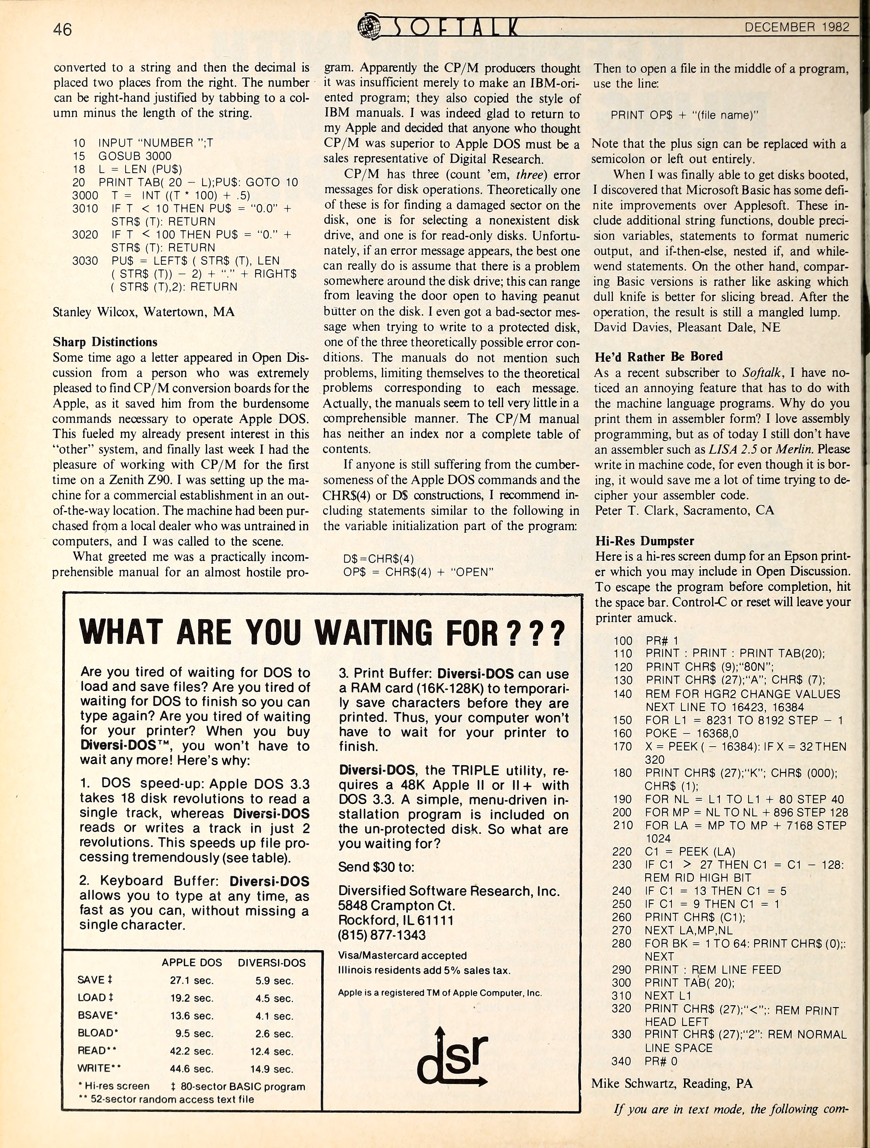 46
SOFTALK
DECEMBER 1982
converted to a string and then the decimal is
placed two places from the right. The number
can be right-hand justified by tabbing to a col-
umn minus the length of the string.
10 INPUT "NUMBER ";T
15 GOSUB 3000
18 L = LEN (PU$)
20 PRINT TAB( 20 - L);PU$: GOTO 10
3000 T = INT ((T * 100) + .5)
3010 IF T < 10 THEN PU$ = "0.0" +
STR$ (T): RETURN
3020 IF T < 100 THEN PU$ = "0." +
STR$ (T): RETURN
3030 PU$ = LEFT$ ( STR$ (T), LEN
( STR$ (T)) - 2) + "." + RIGHT$
( STR$ (T),2): RETURN
Stanley Wilcox, Watertown, MA
Sharp Distinctions
Some time ago a letter appeared in Open Dis-
cussion from a person who was extremely
pleased to find CP/M conversion boards for the
Apple, as it saved him from the burdensome
commands necessary to operate Apple DOS.
This fueled my already present interest in this
"other" system, and finally last week I had the
pleasure of working with CP/M for the first
time on a Zenith Z90. I was setting up the ma-
chine for a commercial establishment in an out-
of-the-way location. The machine had been pur-
chased from a local dealer who was untrained in
computers, and I was called to the scene.
What greeted me was a practically incom-
prehensible manual for an almost hostile pro-
gram. Apparently the CP/M producers thought
it was insufficient merely to make an IBM-ori-
ented program; they also copied the style of
IBM manuals. I was indeed glad to return to
my Apple and decided that anyone who thought
CP/M was superior to Apple DOS must be a
sales representative of Digital Research.
CP/M has three (count 'em, three) error
messages for disk operations. Theoretically one
of these is for finding a damaged sector on the
disk, one is for selecting a nonexistent disk
drive, and one is for read-only disks. Unfortu-
nately, if an error message appears, the best one
can really do is assume that there is a problem
somewhere around the disk drive; this can range
from leaving the door open to having peanut
butter on the disk. I even got a bad-sector mes-
sage when trying to write to a protected disk,
one of the three theoretically possible error con-
ditions. The manuals do not mention such
problems, limiting themselves to the theoretical
problems corresponding to each message.
Actually, the manuals seem to tell very little in a
comprehensible manner. The CP/M manual
has neither an index nor a complete table of
contents.
If anyone is still suffering from the cumber-
someness of the Apple DOS commands and the
CHR$(4) or D$ constructions, I recommend in-
cluding statements similar to the following in
the variable initialization part of the program:
D$=CHR$(4)
OP$ = CHR$(4) + "OPEN"
Then to open a file in the middle of a program,
use the line:
PRINT OP$ + "(file name)"
Note that the plus sign can be replaced with a
semicolon or left out entirely.
When I was finally able to get disks booted,
I discovered that Microsoft Basic has some defi-
nite improvements over Applesoft. These in-
clude additional string functions, double preci-
sion variables, statements to format numeric
output, and if-then-else, nested if, and while-
wend statements. On the other hand, compar-
ing Basic versions is rather like asking which
dull knife is better for slicing bread. After the
operation, the result is still a mangled lump.
David Davies, Pleasant Dale, NE
He'd Rather Be Bored
As a recent subscriber to Softalk, I have no-
ticed an annoying feature that has to do with
the machine language programs. Why do you
print them in assembler form? I love assembly
programming, but as of today I still don't have
an assembler such as LISA 2.5 or Merlin. Please
write in machine code, for even though it is bor-
ing, it would save me a lot of time trying to de-
cipher your assembler code.
Peter T. Clark, Sacramento, CA
Hi-Res Dumpster
Here is a hi-res screen dump for an Epson print-
er which you may include in Open Discussion.
To escape the program before completion, hit
the space bar. Control-C or reset will leave your
printer amuck.
100 PR# 1
110 PRINT : PRINT : PRINT TAB(20);
120 PRINT CHR$ (9);"80N";
130 PRINT CHR$ (27);"A"; CHR$ (7);
140 REM FOR HGR2 CHANGE VALUES
NEXT LINE TO 16423, 16384
150 FOR L1 = 8231 TO 8192 STEP - 1
160 POKE - 16368,0
170 X = PEEK ( - 16384): IF X = 32 THEN
320
180 PRINT CHR$ (27);"K"; CHR$ (000);
CHR$ (1);
190 FOR NL = L1 TO L1 + 80 STEP 40
200 FOR MP = NL TO NL + 896 STEP 128
210 FOR LA = MP TO MP + 7168 STEP
1024
220 C1 = PEEK (LA)
230 IF C1 > 27 THEN C1 = C1 - 128:
REM RID HIGH BIT
240 IF C1 = 13 THEN C1 = 5
250 IF C1 = 9 THEN C1 = 1
260 PRINT CHR$ (C1);
270 NEXT LA,MP,NL
280 FOR BK = 1 TO 64: PRINT CHR$ (0);:
NEXT
290 PRINT : REM LINE FEED
300 PRINT TAB( 20);
310 NEXT L1
320 PRINT CHR$ (27);"<";: REM PRINT
HEAD LEFT
330 PRINT CHR$ (27);"2": REM NORMAL
LINE SPACE
340 PR# 0
Mike Schwartz, Reading, PA
If you are in text mode, the following com-
WHAT ARE YOU WAITING FOR???
Are you tired of waiting for DOS to
load and save files? Are you tired of
waiting for DOS to finish so you can
type again? Are you tired of waiting
for your printer? When you buy
Diversi-DOS™, you won't have to
wait any more! Here's why:
1. DOS speed-up: Apple DOS 3.3
takes 18 disk revolutions to read a
single track, whereas Diversi-DOS
reads or writes a track in just 2
revolutions. This speeds up file pro-
cessing tremendously (see table).
2. Keyboard Buffer: Diversi-DOS
allows you to type at any time, as
fast as you can, without missing a
single character.
APPLE DOS DIVERSI-DOS
SAVE ‡ 27.1 sec. 5.9 sec.
LOAD ‡ 19.2 sec. 4.5 sec.
BSAVE* 13.6 sec. 4.1 sec.
BLOAD* 9.5 sec. 2.6 sec.
READ** 42.2 sec. 12.4 sec.
WRITE** 44.6 sec. 14.9 sec.
* Hi-res screen ‡ 80-sector BASIC program
** 52-sector random access text file
3. Print Buffer: Diversi-DOS can use
a RAM card (16K-128K) to temporari-
ly save characters before they are
printed. Thus, your computer won't
have to wait for your printer to
finish.
Diversi-DOS, the TRIPLE utility, re-
quires a 48K Apple II or II+ with
DOS 3.3. A simple, menu-driven in-
stallation program is included on
the un-protected disk. So what are
you waiting for?
Send $30 to:
Diversified Software Research, Inc.
5848 Crampton Ct.
Rockford, IL 61111
(815) 877-1343
Visa/Mastercard accepted
Illinois residents add 5% sales tax.
Apple is a registered TM of Apple Computer, Inc.
dsr